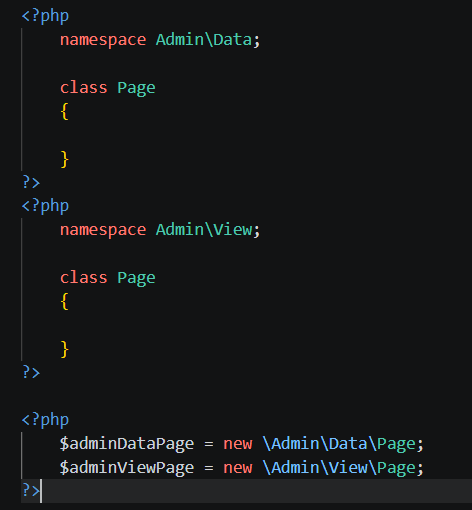 <?php
namespace Admin\Data;
class Page
{
}
?>
<?php
namespace Admin\View;
class Page
{
}
?>
<?php
$adminDataPage = new \Admin\Data\Page;
$adminViewPage = new \Admin\View\Page;
?>